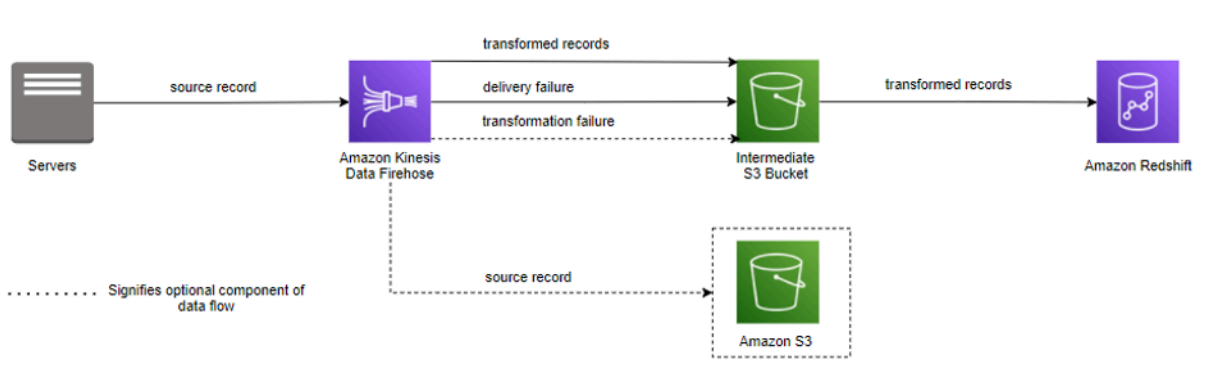 transformed records
source record
delivery failure
transformed records
transformation failure
Servers
Amazon Kinesis
Data Firehose
Intermediate
S3 Bucket
Amazon Redshift
source record
Signifies optional component of
data flow
Amazon S3